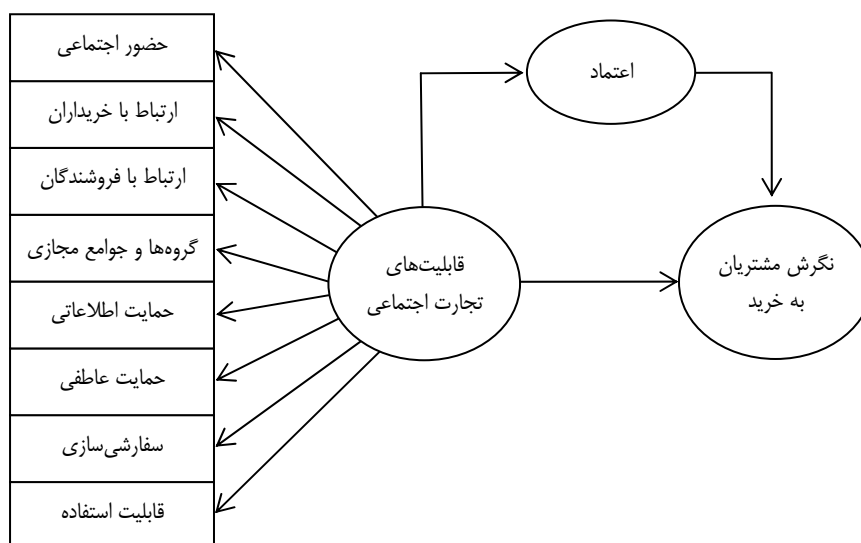 حضور اجتماعی
ارتباط با خریداران
ارتباط با فروشندگان
گروه‌ها و جوامع مجازی
حمایت اطلاعاتی
حمایت عاطفی
سفارشی‌سازی
قابلیت استفاده
قابلیت‌های
تجارت اجتماعی
اعتماد
نگرش مشتریان
به خرید